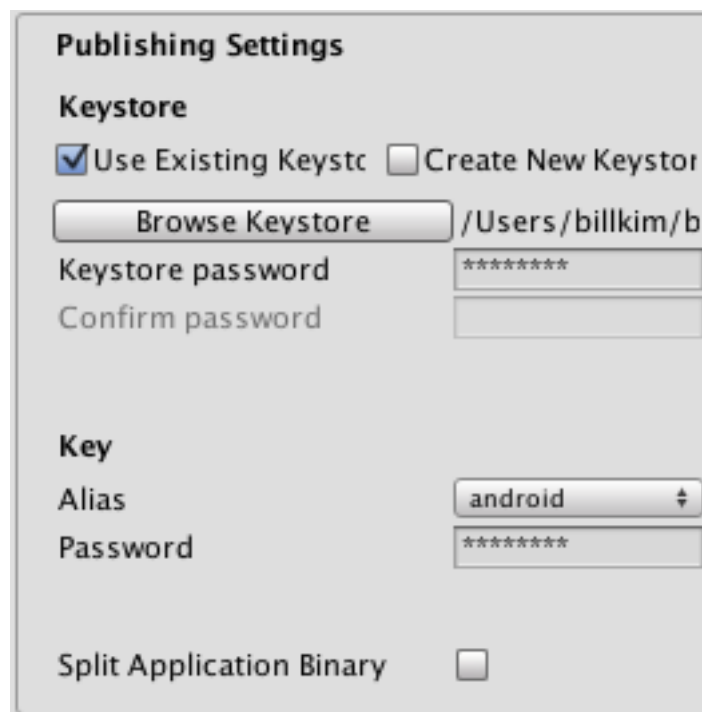 Publishing Settings
Keystore
Use Existing Keystc Create New Keystor
Browse Keystore /Users/billkim/b
Keystore password ********
Confirm password
Key
Alias android
Password ********
Split Application Binary